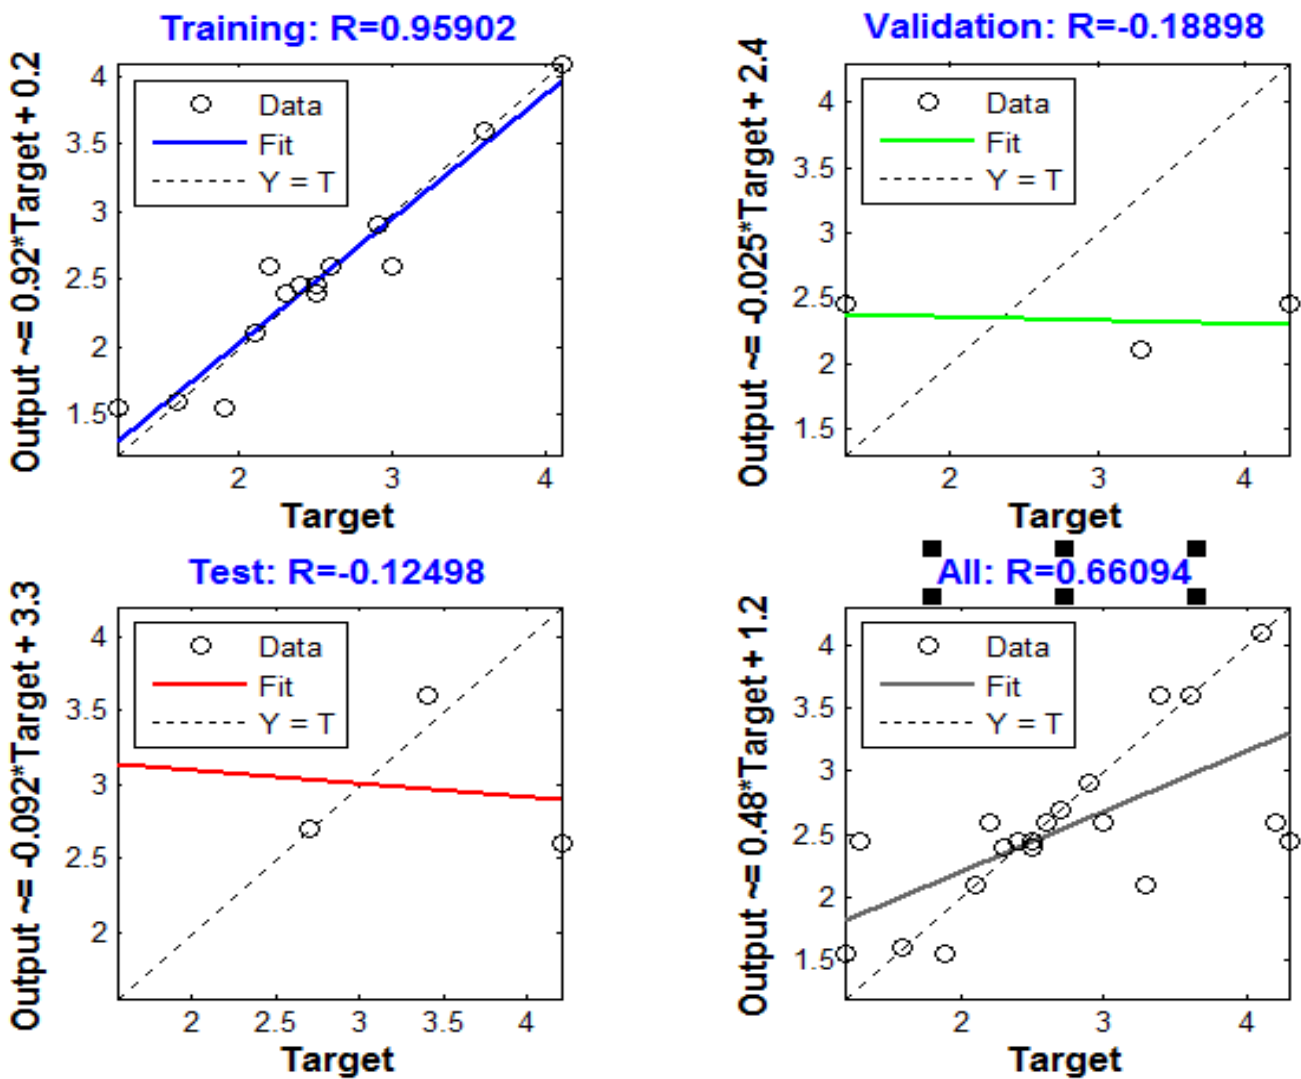 Training: R=0.95902
Output ~= 0.92*Target + 0.2
4
3.5
3
2.5
2
1.5
Data
Fit
Y = T
2 3 4
Target
Validation: R=-0.18898
Output ~= -0.025*Target + 2.4
4
3.5
3
2.5
2
1.5
Data
Fit
Y = T
2 3 4
Target
Test: R=-0.12498
Output ~= -0.092*Target + 3.3
4
3.5
3
2.5
2
Data
Fit
Y = T
2 2.5 3 3.5 4
Target
All: R=0.66094
Output ~= 0.48*Target + 1.2
4
3.5
3
2.5
2
1.5
Data
Fit
Y = T
2 3 4
Target